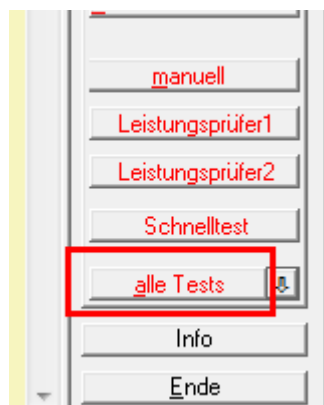 manuell
Leistungsprüfer1
Leistungsprüfer2
Schnelltest
alle Tests
Info
Ende